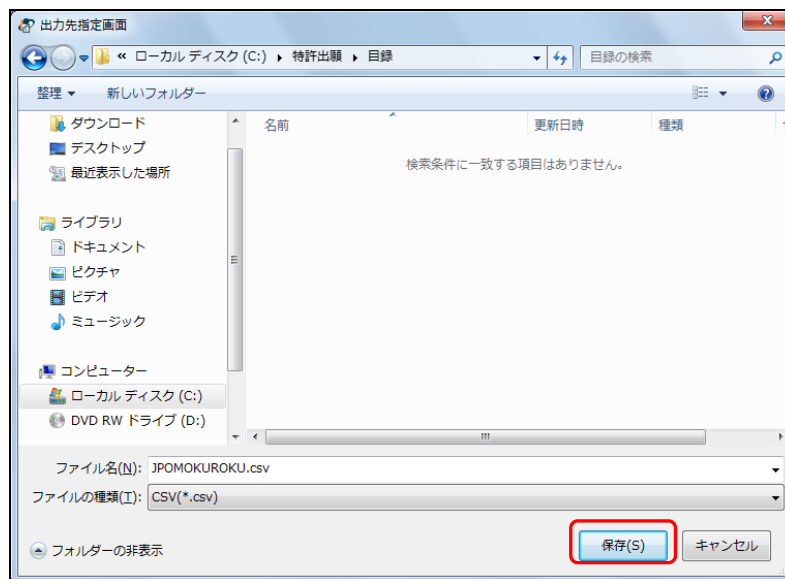 出力先指定画面
« ローカル ディスク (C:) ▸ 特許出願 ▸ 目録
目録の検索
整理 新しいフォルダー
名前 更新日時 種類
検索条件に一致する項目はありません。
ダウンロード
デスクトップ
最近表示した場所
ライブラリ
ドキュメント
ピクチャ
ビデオ
ミュージック
コンピューター
ローカル ディスク (C:)
DVD RW ドライブ (D:)
ファイル名(N): JPOMOKUROKU.csv
ファイルの種類(T): CSV(*.csv)
フォルダーの非表示
保存(S) キャンセル